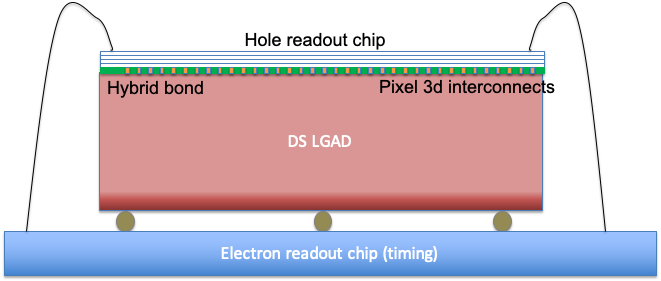 Hole readout chip
Hybrid bond
Pixel 3d interconnects
DS LGAD
Electron readout chip (timing)